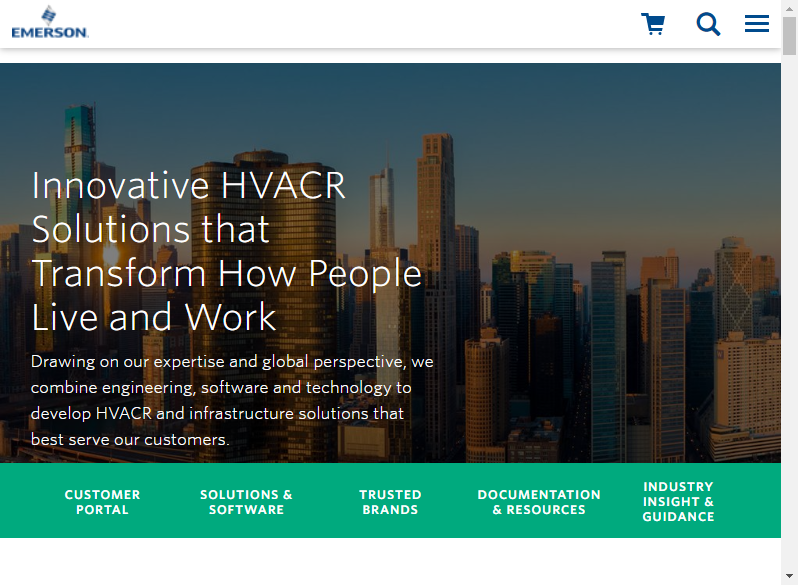 EMERSON
Innovative HVACR
Solutions that
Transform How People
Live and Work
Drawing on our expertise and global perspective, we
combine engineering, software and technology to
develop HVACR and infrastructure solutions that
best serve our customers.
CUSTOMER
PORTAL
SOLUTIONS &
SOFTWARE
TRUSTED
BRANDS
DOCUMENTATION
& RESOURCES
INDUSTRY
INSIGHT &
GUIDANCE